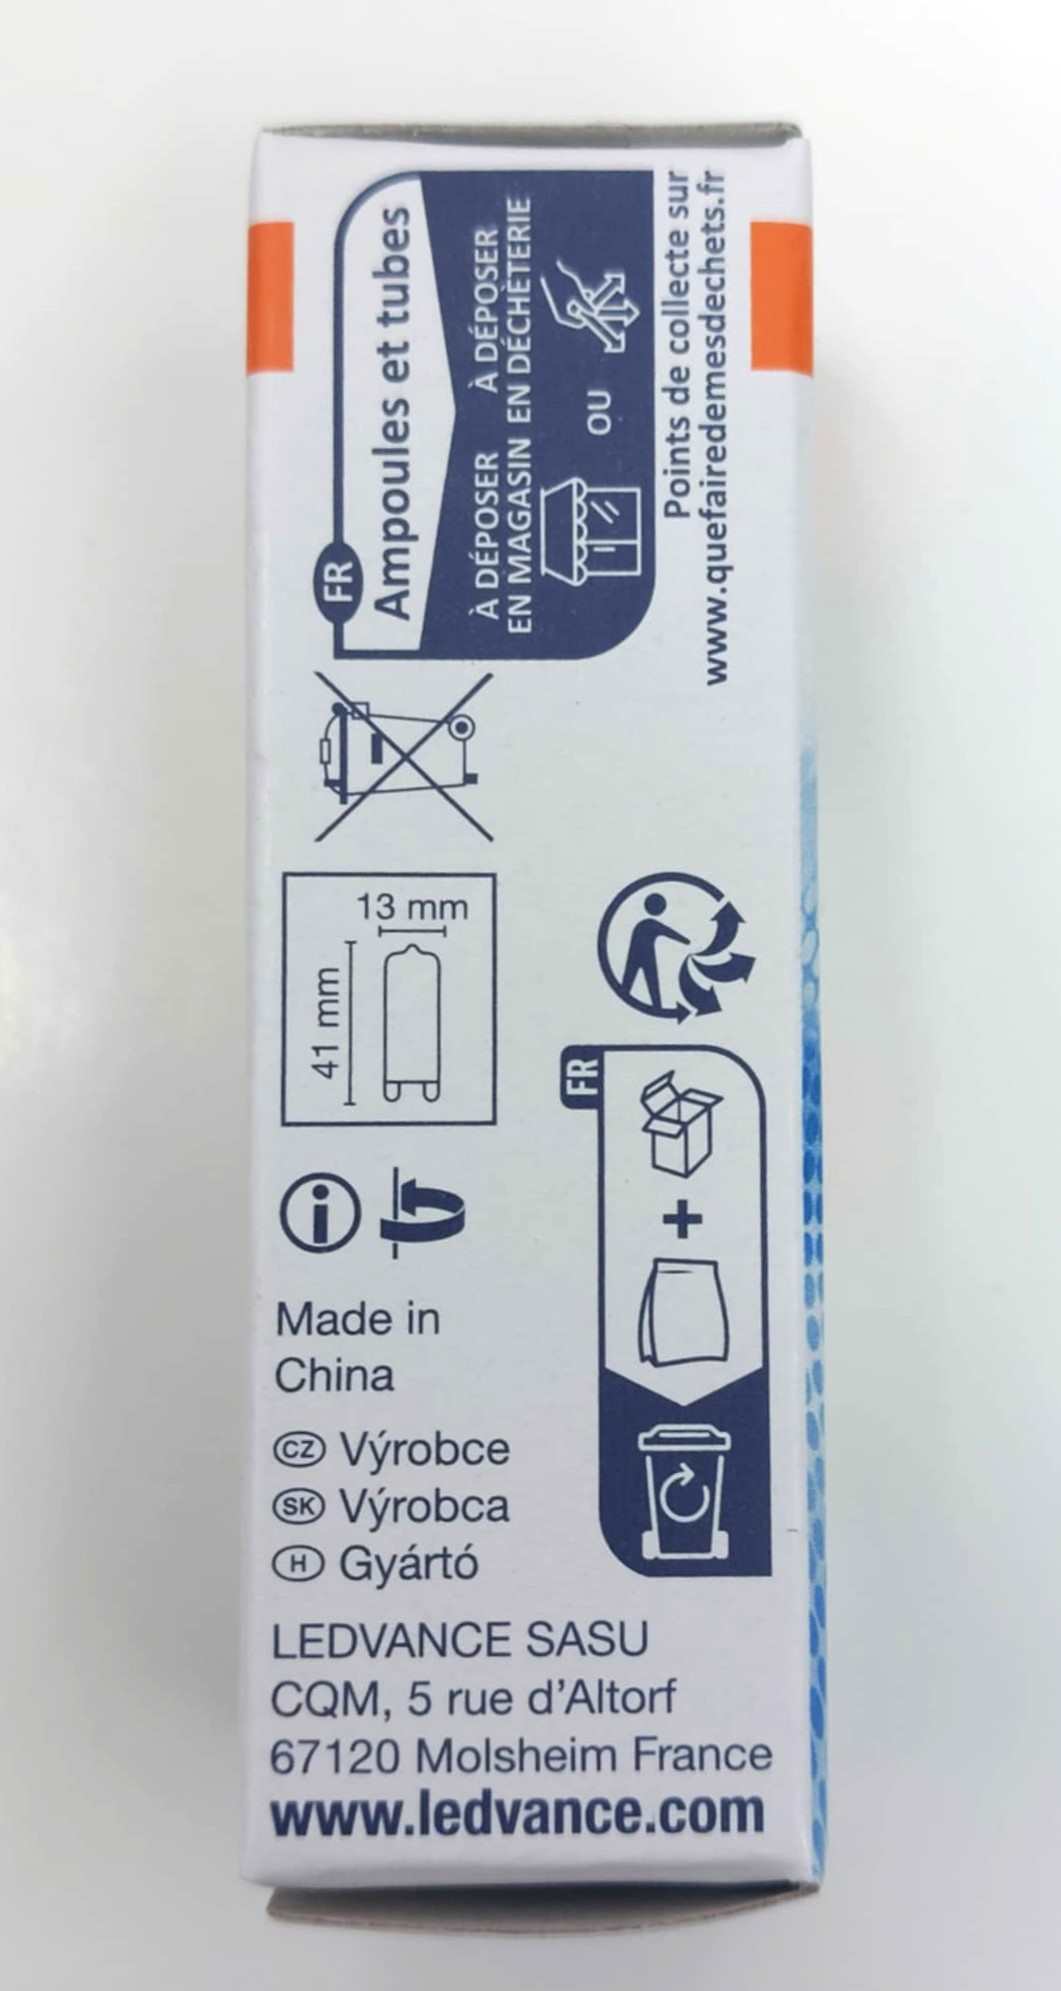 FR
Ampoules et tubes
À DÉPOSER
EN MAGASIN
OU
À DÉPOSER
EN DÉCHÈTERIE
Points de collecte sur
www.quefairedemesdechets.fr
13 mm
41 mm
FR
+
i
Made in
China
CZ Výrobce
SK Výrobca
H Gyártó
LEDVANCE SASU
CQM, 5 rue d'Altorf
67120 Molsheim France
www.ledvance.com